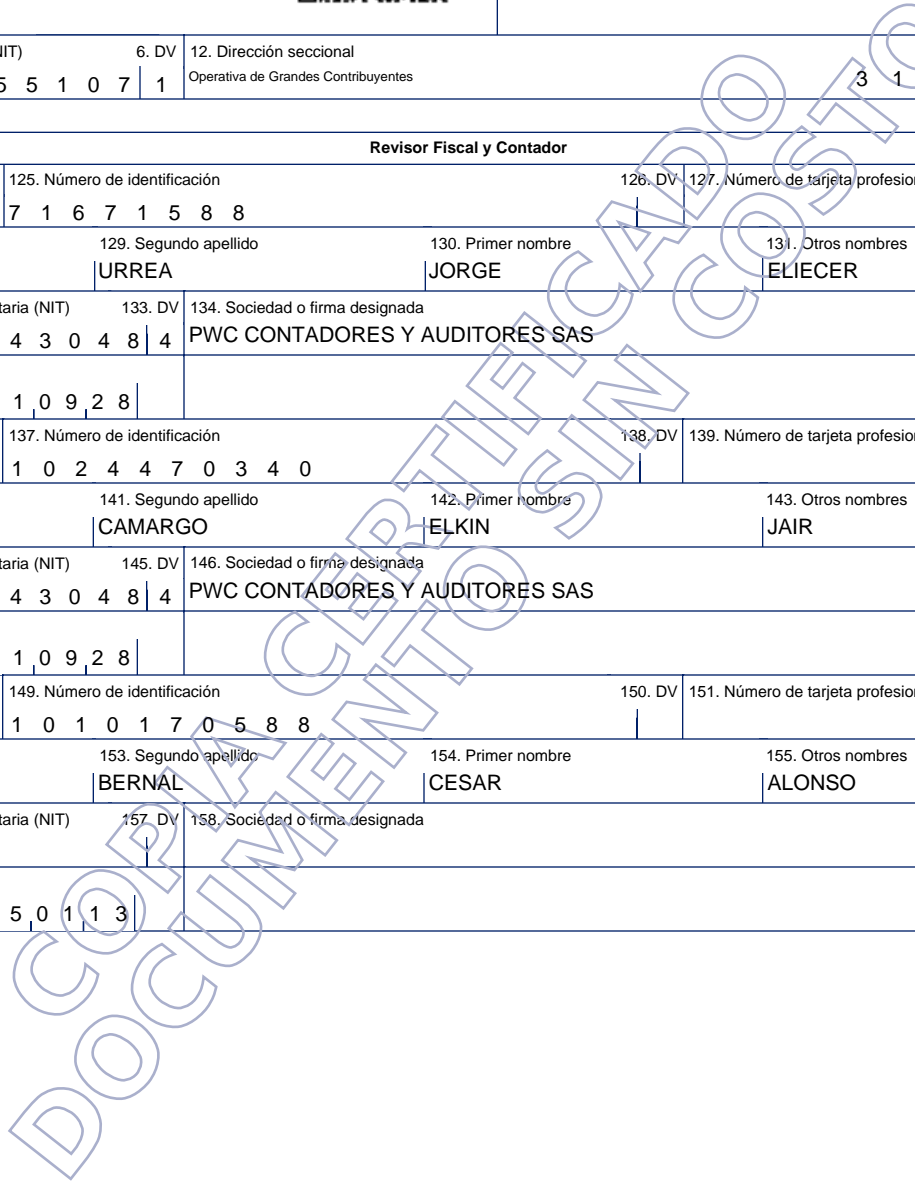 6. DV 12. Dirección seccional
5 1 0 7 1 Operativa de Grandes Contribuyentes 3 1
Revisor Fiscal y Contador
125. Número de identificación 126. DV 127. Número de tarjeta
7 1 6 7 1 5 8 8
129. Segundo apellido 130. Primer nombre 131. Otros nombres
URREA JORGE ELIECER
(NIT) 133. DV 134. Sociedad o firma designada
4 3 0 4 8 4 PWC CONTADORES Y AUDITORES SAS
1 0 9 2 8
137. Número de identificación 138. DV 139. Número de tarjeta
1 0 2 4 4 7 0 3 4 0
141. Segundo apellido 142. Primer nombre 143. Otros nombres
CAMARGO ELKIN JAIR
(NIT) 145. DV 146. Sociedad o firma designada
4 3 0 4 8 4 PWC CONTADORES Y AUDITORES SAS
1 0 9 2 8
149. Número de identificación 150. DV 151. Número de tarjeta
1 0 1 0 1 7 0 5 8 8
153. Segundo apellido 154. Primer nombre 155. Otros nombres
BERNAL CESAR ALONSO
(NIT) 157. DV 158. Sociedad o firma designada
5 0 1 1 3
COPIA CERTIFICADO
DOCUMENTO SIN COSTO